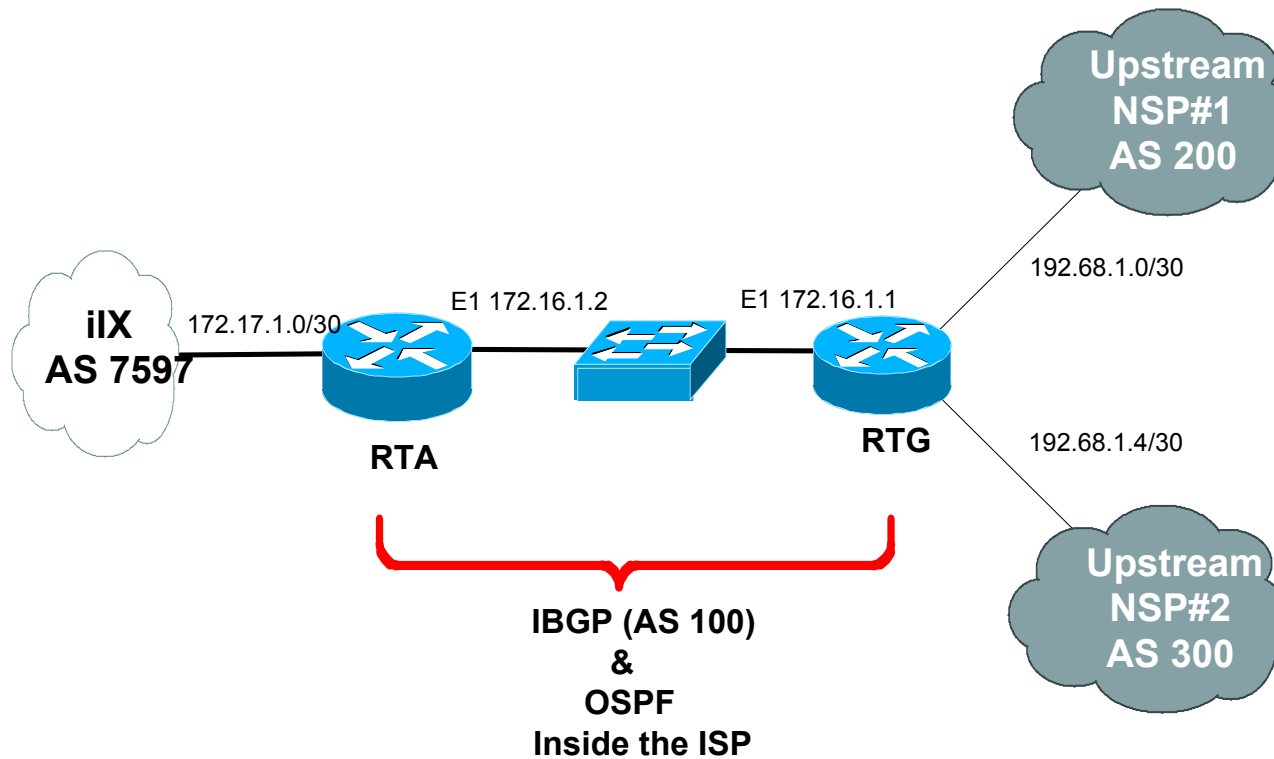 Upstream
NSP#1
AS 200
192.68.1.0/30
E1 172.16.1.2
E1 172.16.1.1
iIX
AS 7597
172.17.1.0/30
RTA
RTG
192.68.1.4/30
Upstream
NSP#2
AS 300
IBGP (AS 100)
&
OSPF
Inside the ISP